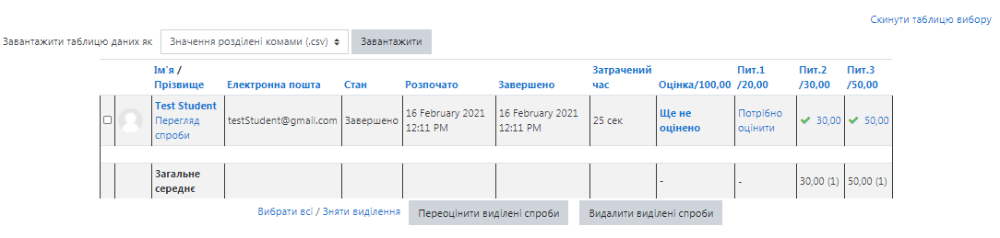 Скинути таблицю вибору
Завантажити таблицю даних як Значення розділені комами (.csv) Завантажити
Ім'я / Прізвище Електронна пошта Стан Розпочато Завершено Затрачений час Оцінка/100,00 Пит.1 /20,00 Пит.2 /30,00 Пит.3 /50,00
Test Student Перегляд спроби testStudent@gmail.com Завершено 16 February 2021 12:11 PM 16 February 2021 12:11 PM 25 сек Ще не оцінено Потрібно оцінити 30,00 50,00
Загальне середнє - - 30,00 (1) 50,00 (1)
Вибрати всі / Зняти виділення Переоцінити виділені спроби Видалити виділені спроби